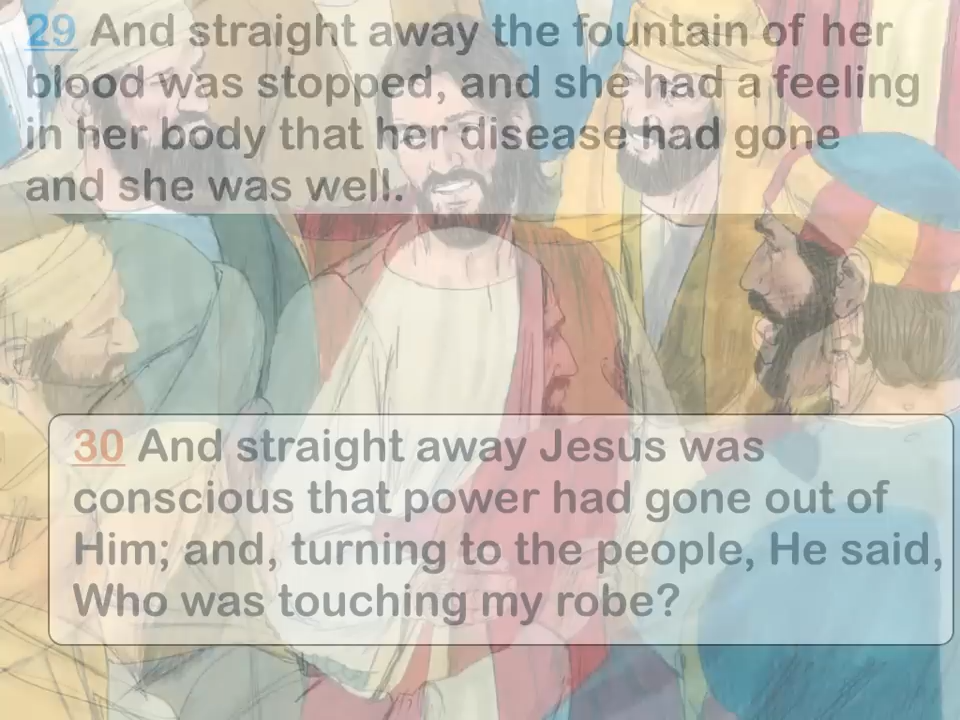 29 And straight away the fountain of her
blood was stopped, and she had a feeling
in her body that her disease had gone
and she was well.
30 And straight away Jesus was
conscious that power had gone out of
Him; and, turning to the people, He said,
Who was touching my robe?